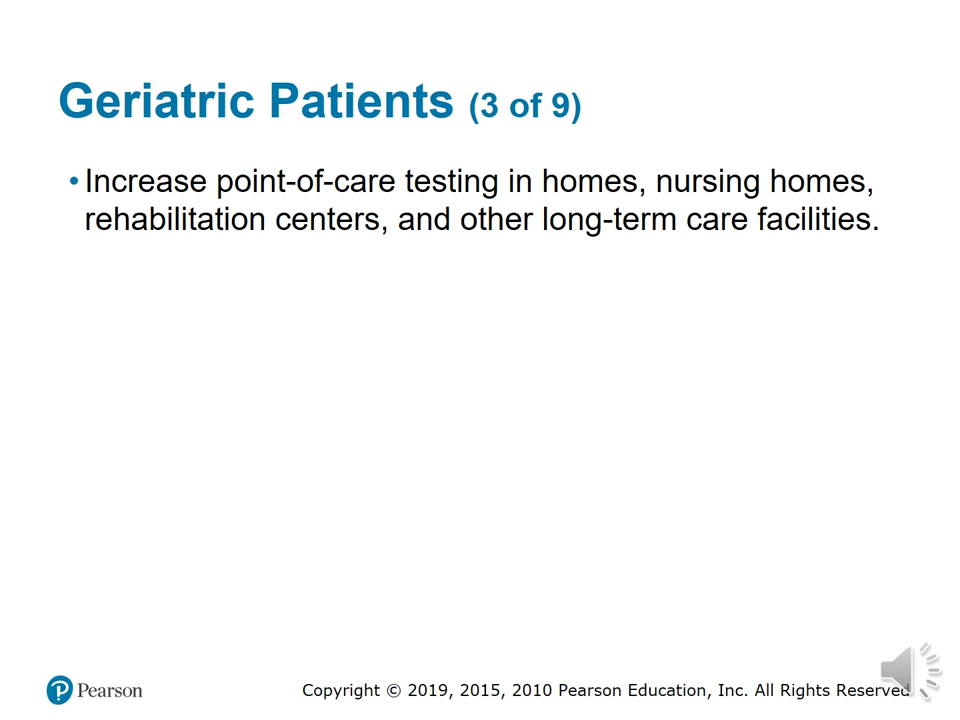 Geriatric Patients (3 of 9)
• Increase point-of-care testing in homes, nursing homes,
rehabilitation centers, and other long-term care facilities.
Pearson
Copyright © 2019, 2015, 2010 Pearson Education, Inc. All Rights Reserved